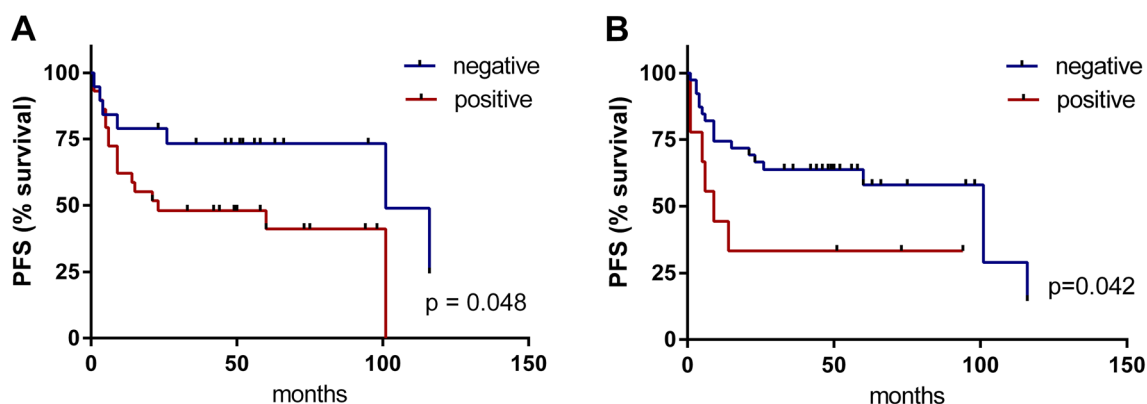 A
PFS (% survival)
100
75
50
25
0
0 50 100 150
months
negative
positive
p = 0.048
B
PFS (% survival)
100
75
50
25
0
0 50 100 150
months
negative
positive
p=0.042